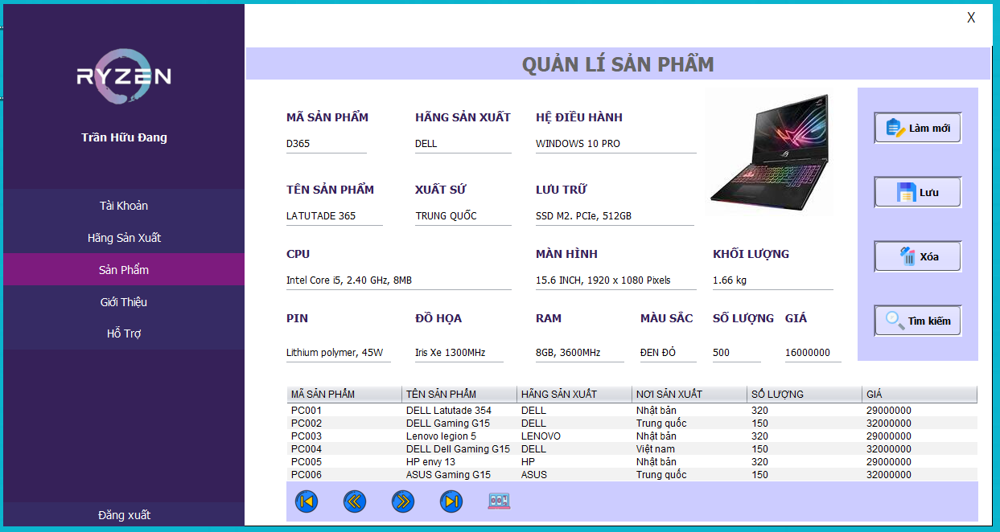 X
RYZEN
Trần Hữu Đang
Tài Khoản
Hãng Sản Xuất
Sản Phẩm
Giới Thiệu
Hỗ Trợ
Đăng xuất
QUẢN LÍ SẢN PHẨM
MÃ SẢN PHẨM HÃNG SẢN XUẤT HỆ ĐIỀU HÀNH
D365 DELL WINDOWS 10 PRO
TÊN SẢN PHẨM XUẤT SỨ LƯU TRỮ
LATUTADE 365 TRUNG QUỐC SSD M2. PCIe, 512GB
CPU MÀN HÌNH KHỐI LƯỢNG
Intel Core i5, 2.40 GHz, 8MB 15.6 INCH, 1920 x 1080 Pixels 1.66 kg
PIN ĐỒ HỌA RAM MÀU SẮC SỐ LƯỢNG GIÁ
Lithium polymer, 45W Iris Xe 1300MHz 8GB, 3600MHz ĐEN ĐỎ 500 16000000
Làm mới
Lưu
Xóa
Tìm kiếm
MÃ SẢN PHẨM TÊN SẢN PHẨM HÃNG SẢN XUẤT NƠI SẢN XUẤT SỐ LƯỢNG GIÁ
PC001 DELL Latutade 354 DELL Nhật bản 320 29000000
PC002 DELL Gaming G15 DELL Trung quốc 150 32000000
PC003 Lenovo legion 5 LENOVO Nhật bản 320 29000000
PC004 DELL Dell Gaming G15 DELL Việt nam 150 32000000
PC005 HP envy 13 HP Nhật bản 320 29000000
PC006 ASUS Gaming G15 ASUS Trung quốc 150 32000000